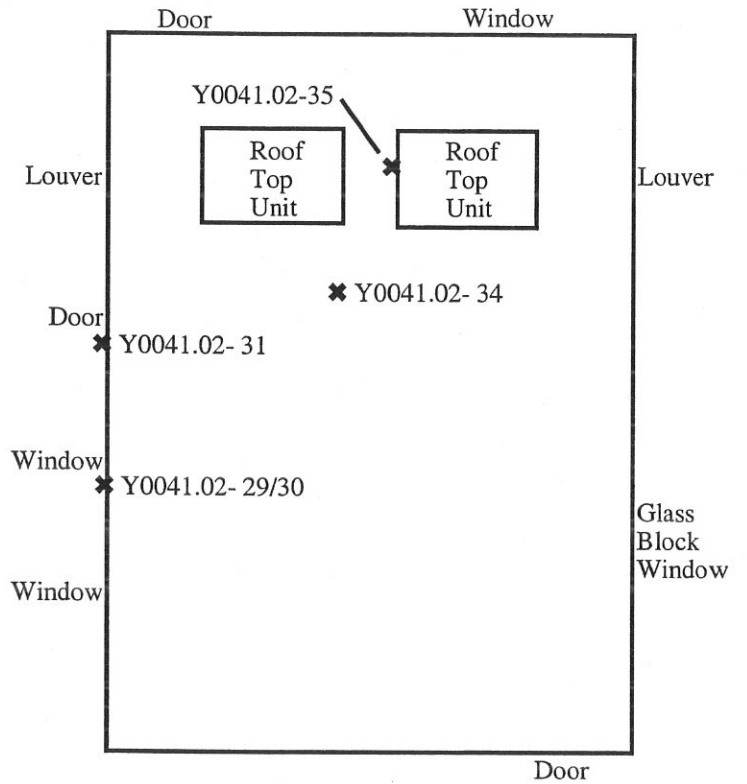 Door
Window
Y0041.02-35
Roof
Top
Unit
Roof
Top
Unit
Louver
Louver
Y0041.02- 34
Door
Y0041.02- 31
Window
Y0041.02- 29/30
Glass
Block
Window
Window
Door